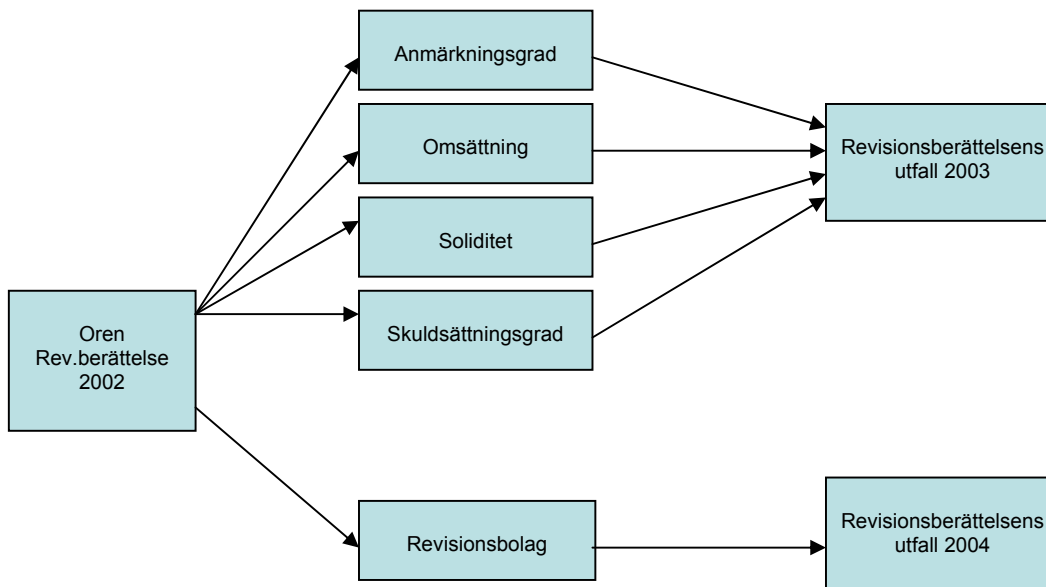 Anmärkningsgrad
Omsättning
Revisionsberättelsens
utfall 2003
Soliditet
Oren
Rev.berättelse
2002
Skuldsättningsgrad
Revisionsbolag
Revisionsberättelsens
utfall 2004